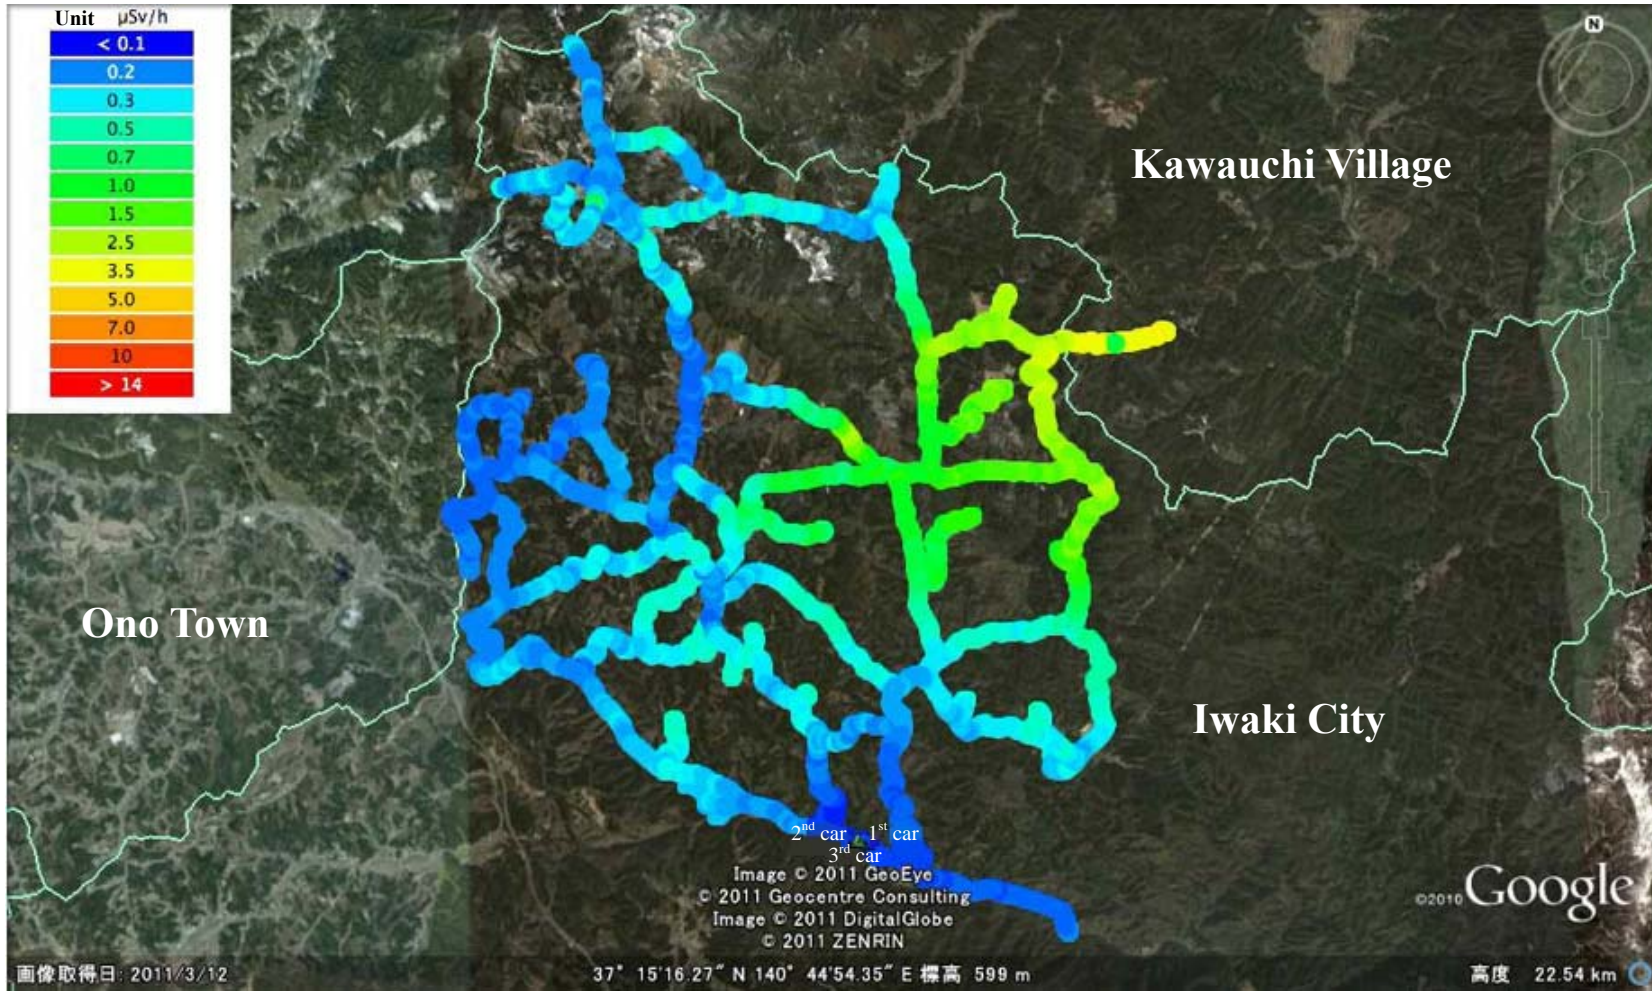 Unit μSv/h
< 0.1
0.2
0.3
0.5
0.7
1.0
1.5
2.5
3.5
5.0
7.0
10
> 14
N
Kawauchi Village
Ono Town
Iwaki City
2nd car 1st car
3rd car
Image © 2011 GeoEye
© 2011 Geocentre Consulting
Image © 2011 DigitalGlobe
© 2011 ZENRIN
©2010 Google
画像取得日: 2011/3/12 37° 15'16.27" N 140° 44'54.35" E 標高 599 m 高度 22.54 km